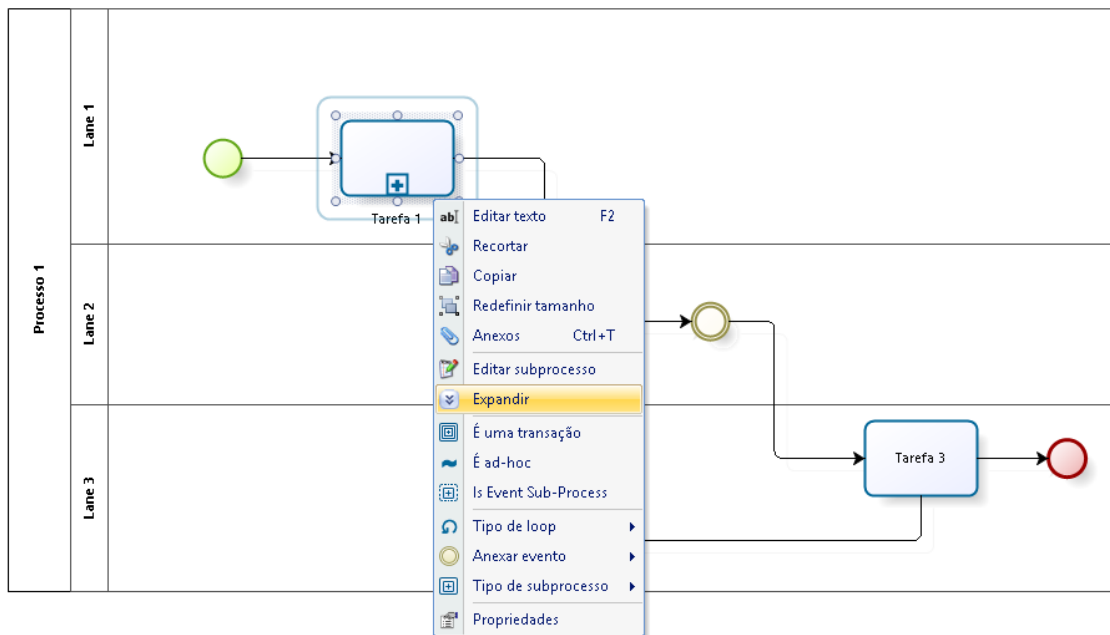 Processo 1
Lane 1
Tarefa 1
Lane 2
Lane 3
Tarefa 3
ab Editar texto F2
Recortar
Copiar
Redefinir tamanho
Anexos Ctrl+T
Editar subprocesso
Expandir
É uma transação
É ad-hoc
Is Event Sub-Process
Tipo de loop
Anexar evento
Tipo de subprocesso
Propriedades